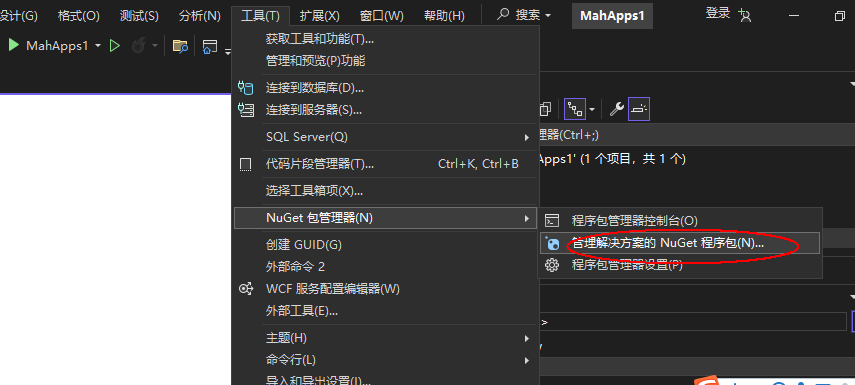 设计(G) 格式(O) 测试(S) 分析(N) 工具(T) 扩展(X) 窗口(W) 帮助(H) 搜索 MahApps1 登录
MahApps1
获取工具和功能(T)...
管理和预览(P)功能
连接到数据库(D)...
连接到服务器(S)...
SQL Server(Q)
代码片段管理器(T)... Ctrl+K, Ctrl+B
选择工具箱项(X)...
NuGet 包管理器(N)
创建 GUID(G)
外部命令 2
WCF 服务配置编辑器(W)
外部工具(E)...
主题(H)
命令行(L)
导入和导出设置(I)...
理器(Ctrl+;)
Apps1' (1 个项目，共 1 个)
程序包管理器控制台(O)
管理解决方案的 NuGet 程序包(N)...
程序包管理器设置(P)
>